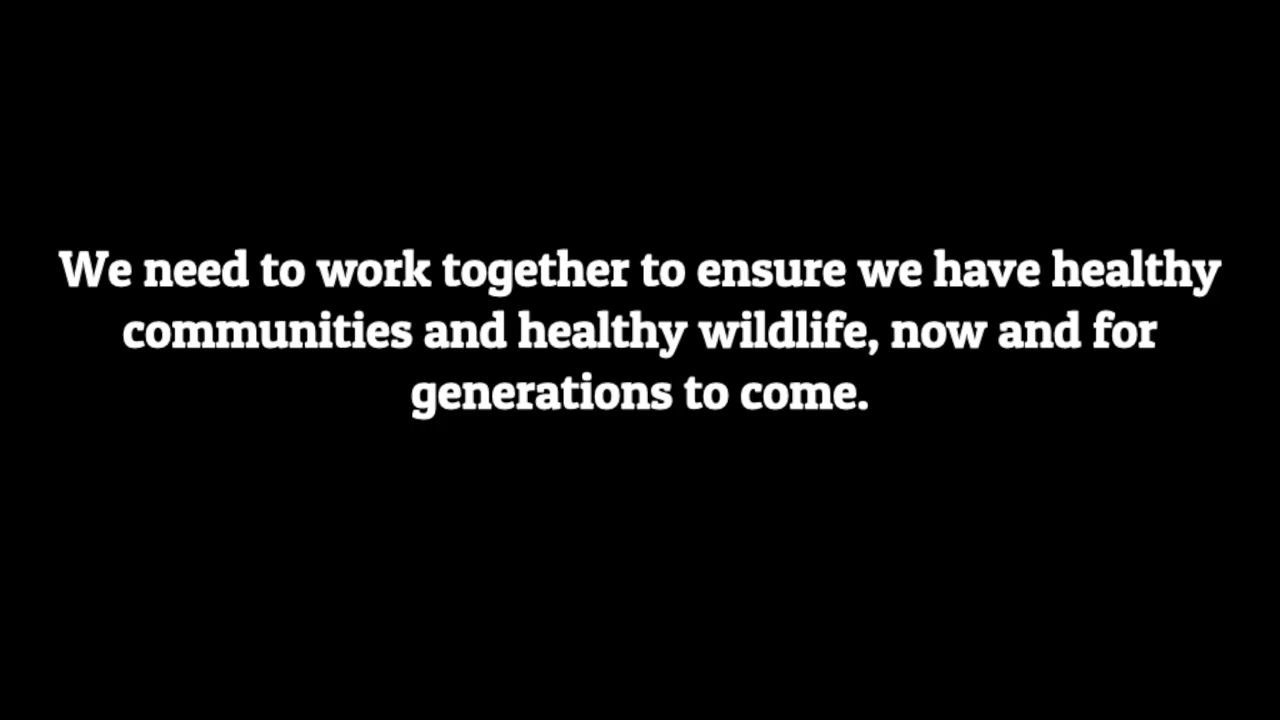 We need to work together to ensure we have healthy
communities and healthy wildlife, now and for
generations to come.